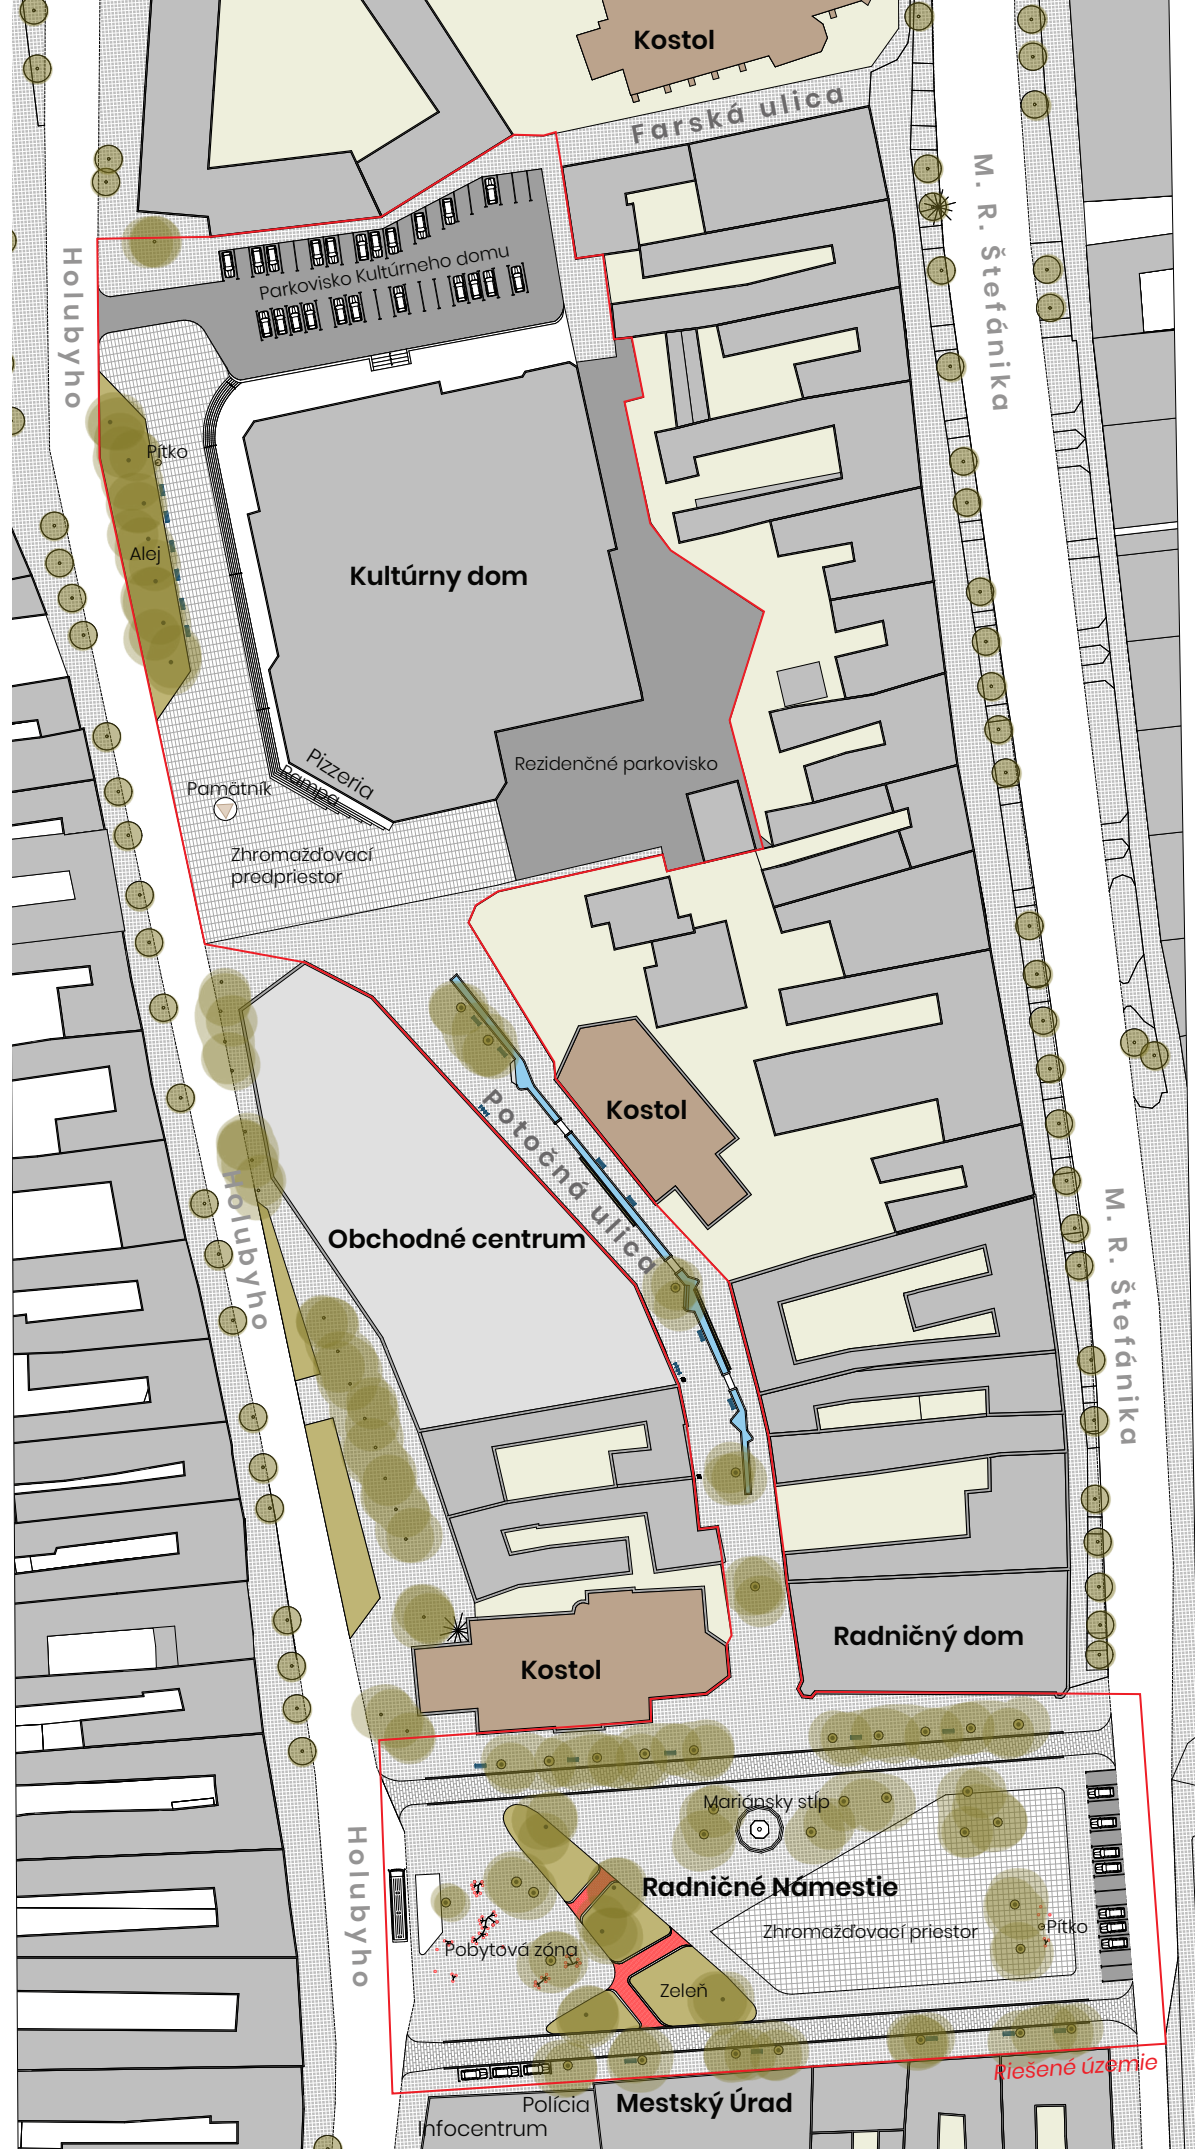 Kostol
Farská ulica
M. R. Štefánika
Holubyho
Parkovisko Kultúrneho domu
Pítko
Alej
Kultúrny dom
Pizzeria
Rampa
Rezidenčné parkovisko
Pamätník
Zhromažďovací
predpriestor
Potočná ulica
Kostol
Holubyho
Obchodné centrum
M. R. Štefánika
Radničný dom
Kostol
Mariánsky stĺp
Holubyho
Radničné Námestie
Zhromažďovací priestor
Pítko
Pobytová zóna
Zeleň
Riešené územie
Polícia
Mestský Úrad
Infocentrum